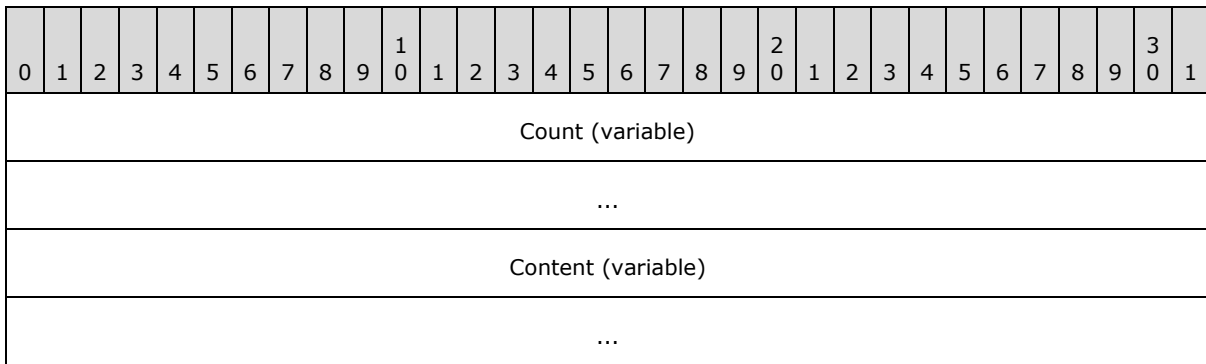 1 2 3
0 1 2 3 4 5 6 7 8 9 0 1 2 3 4 5 6 7 8 9 0 1 2 3 4 5 6 7 8 9 0 1
Count (variable)
...
Content (variable)
...